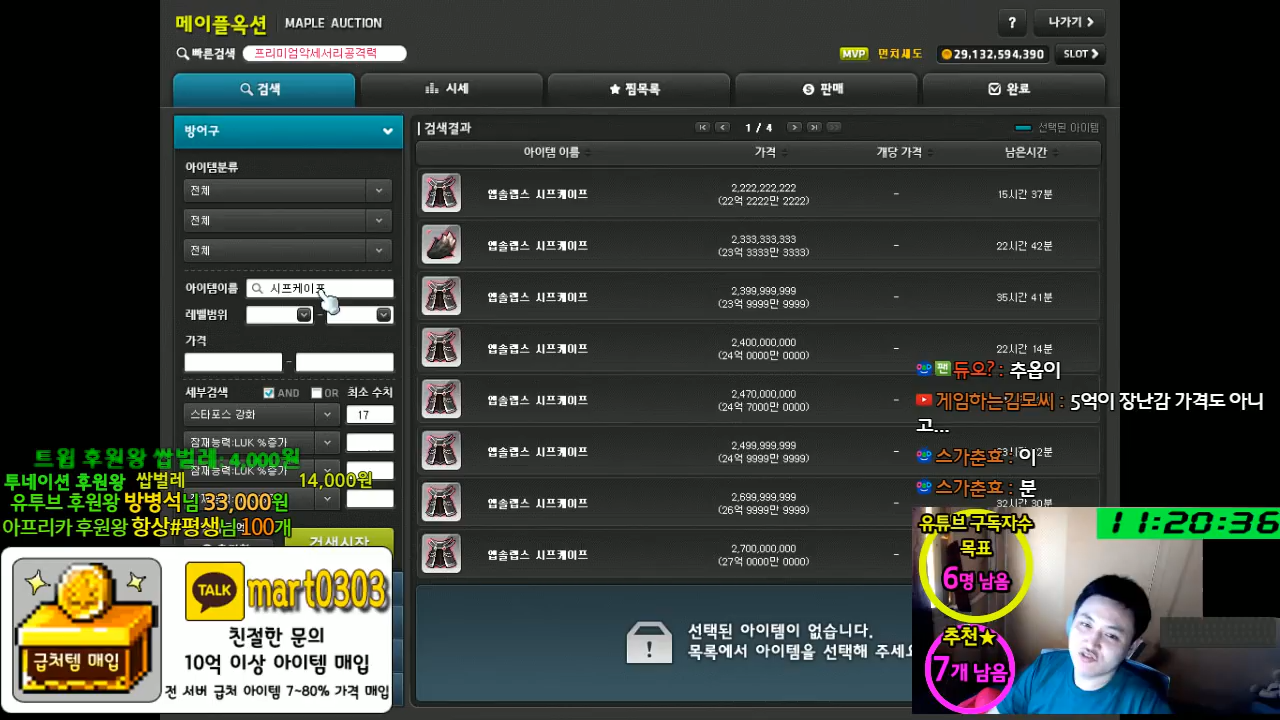 메이플옥션 MAPLE AUCTION
? 나가기
빠른검색 프리미엄악세서리공격력
MVP 면치세도 29,132,594,390 SLOT
검색 시세 찜목록 판매 완료
방어구
아이템분류
전체
전체
전체
아이템이름 시프케이프
레벨범위 -
가격
-
세부검색 AND OR 최소 수치
스타포스 강화 17
잠재능력:LUK %증가
잠재능력:LUK %증가
검색시작
검색결과 1 / 4 선택된 아이템
아이템 이름 가격 개당 가격 남은시간
앱솔랩스 시프케이프 2,222,222,222 - 15시간 37분
(22억 2222만 2222)
앱솔랩스 시프케이프 2,333,333,333 - 22시간 42분
(23억 3333만 3333)
앱솔랩스 시프케이프 2,399,999,999 - 35시간 41분
(23억 9999만 9999)
앱솔랩스 시프케이프 2,400,000,000 - 22시간 14분
(24억 0000만 0000)
앱솔랩스 시프케이프 2,470,000,000 -
(24억 7000만 0000)
앱솔랩스 시프케이프 2,499,999,999 -
(24억 9999만 9999)
앱솔랩스 시프케이프 2,699,999,999 - 32시간 30분
(26억 9999만 9999)
앱솔랩스 시프케이프 2,700,000,000 -
(27억 0000만 0000)
선택된 아이템이 없습니다.
목록에서 아이템을 선택해 주세요
팬 듀오? : 추옵이
게임하는김모씨 : 5억이 장난감 가격도 아니
고...
스가춘효 : 이
스가춘효 : 분
트윕 후원왕 쌉벌레: 4,000원
투네이션 후원왕 쌉벌레 14,000원
유투브 후원왕 방병석님 33,000원
아프리카 후원왕 항상#평생님 100개
급처템 매입
TALK mart0303
친절한 문의
10억 이상 아이템 매입
전 서버 급처 아이템 7~80% 가격 매입
11:20:36
유튜브 구독자수
목표
6명 남음
추천★
7개 남음